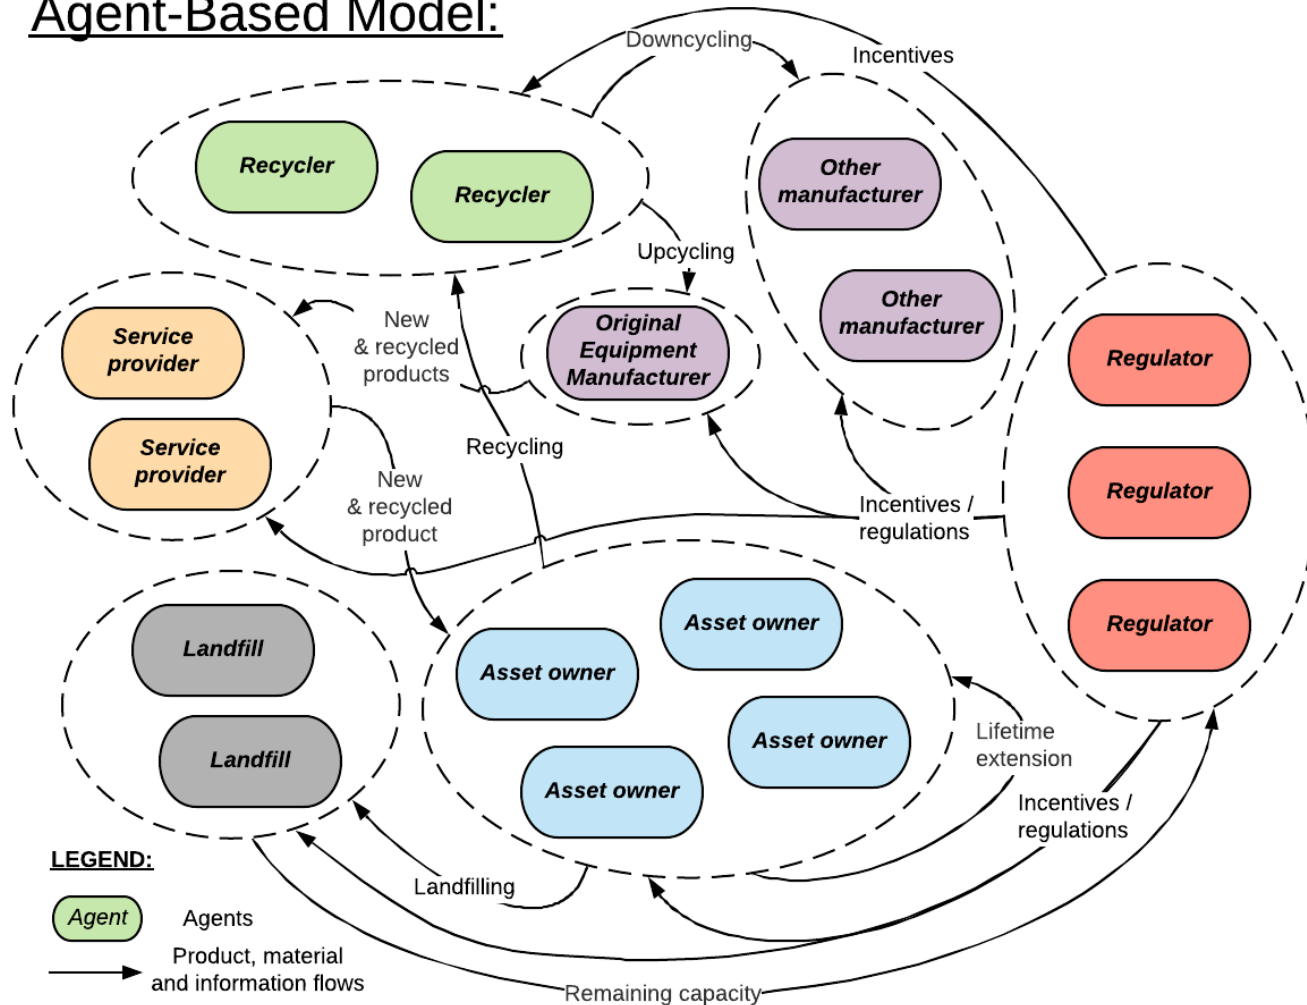 Agent-Based Model:
Downcycling
Incentives
Recycler
Recycler
Other
manufacturer
Upcycling
Other
manufacturer
Service
provider
New
& recycled
products
Original
Equipment
Manufacturer
Regulator
Service
provider
Recycling
New
& recycled
product
Incentives /
regulations
Regulator
Landfill
Asset owner
Asset owner
Regulator
Landfill
Asset owner
Asset owner
Lifetime
extension
Incentives /
regulations
Landfilling
LEGEND:
Agent
Agents
Product, material
and information flows
Remaining capacity